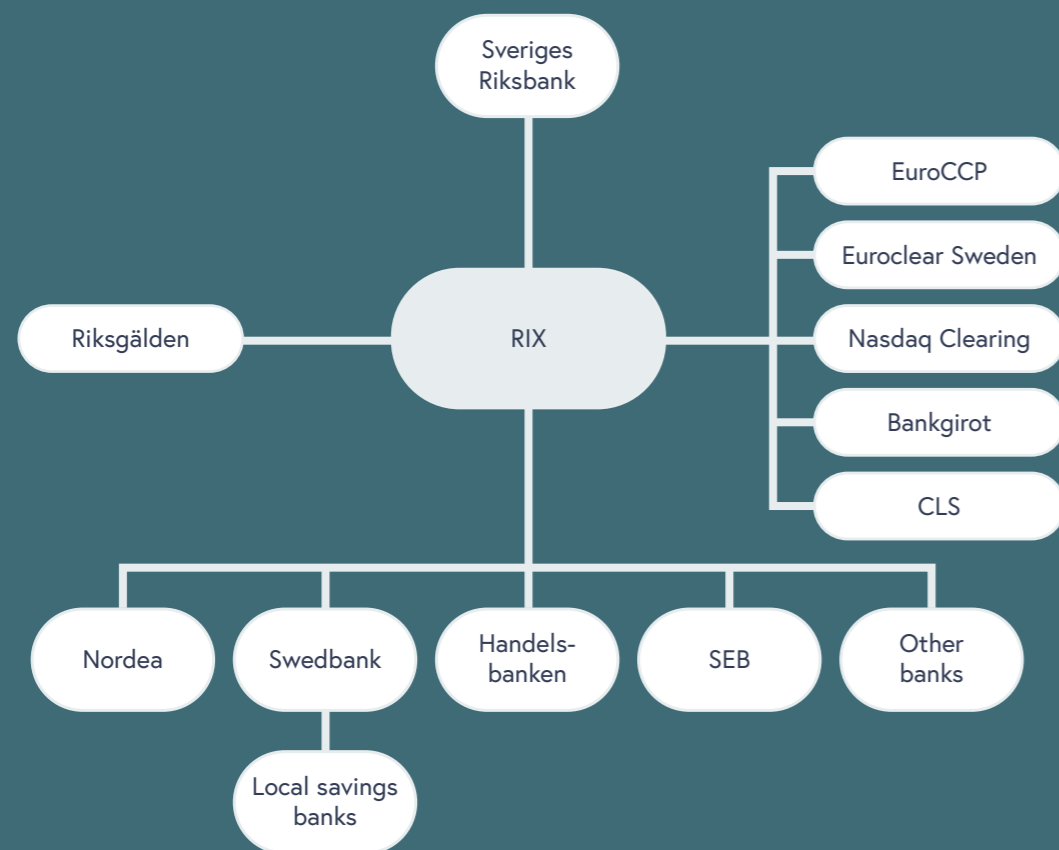 Sveriges
Riksbank
EuroCCP
Euroclear Sweden
Riksgälden
RIX
Nasdaq Clearing
Bankgirot
CLS
Nordea
Swedbank
Handels-
banken
SEB
Other
banks
Local savings
banks